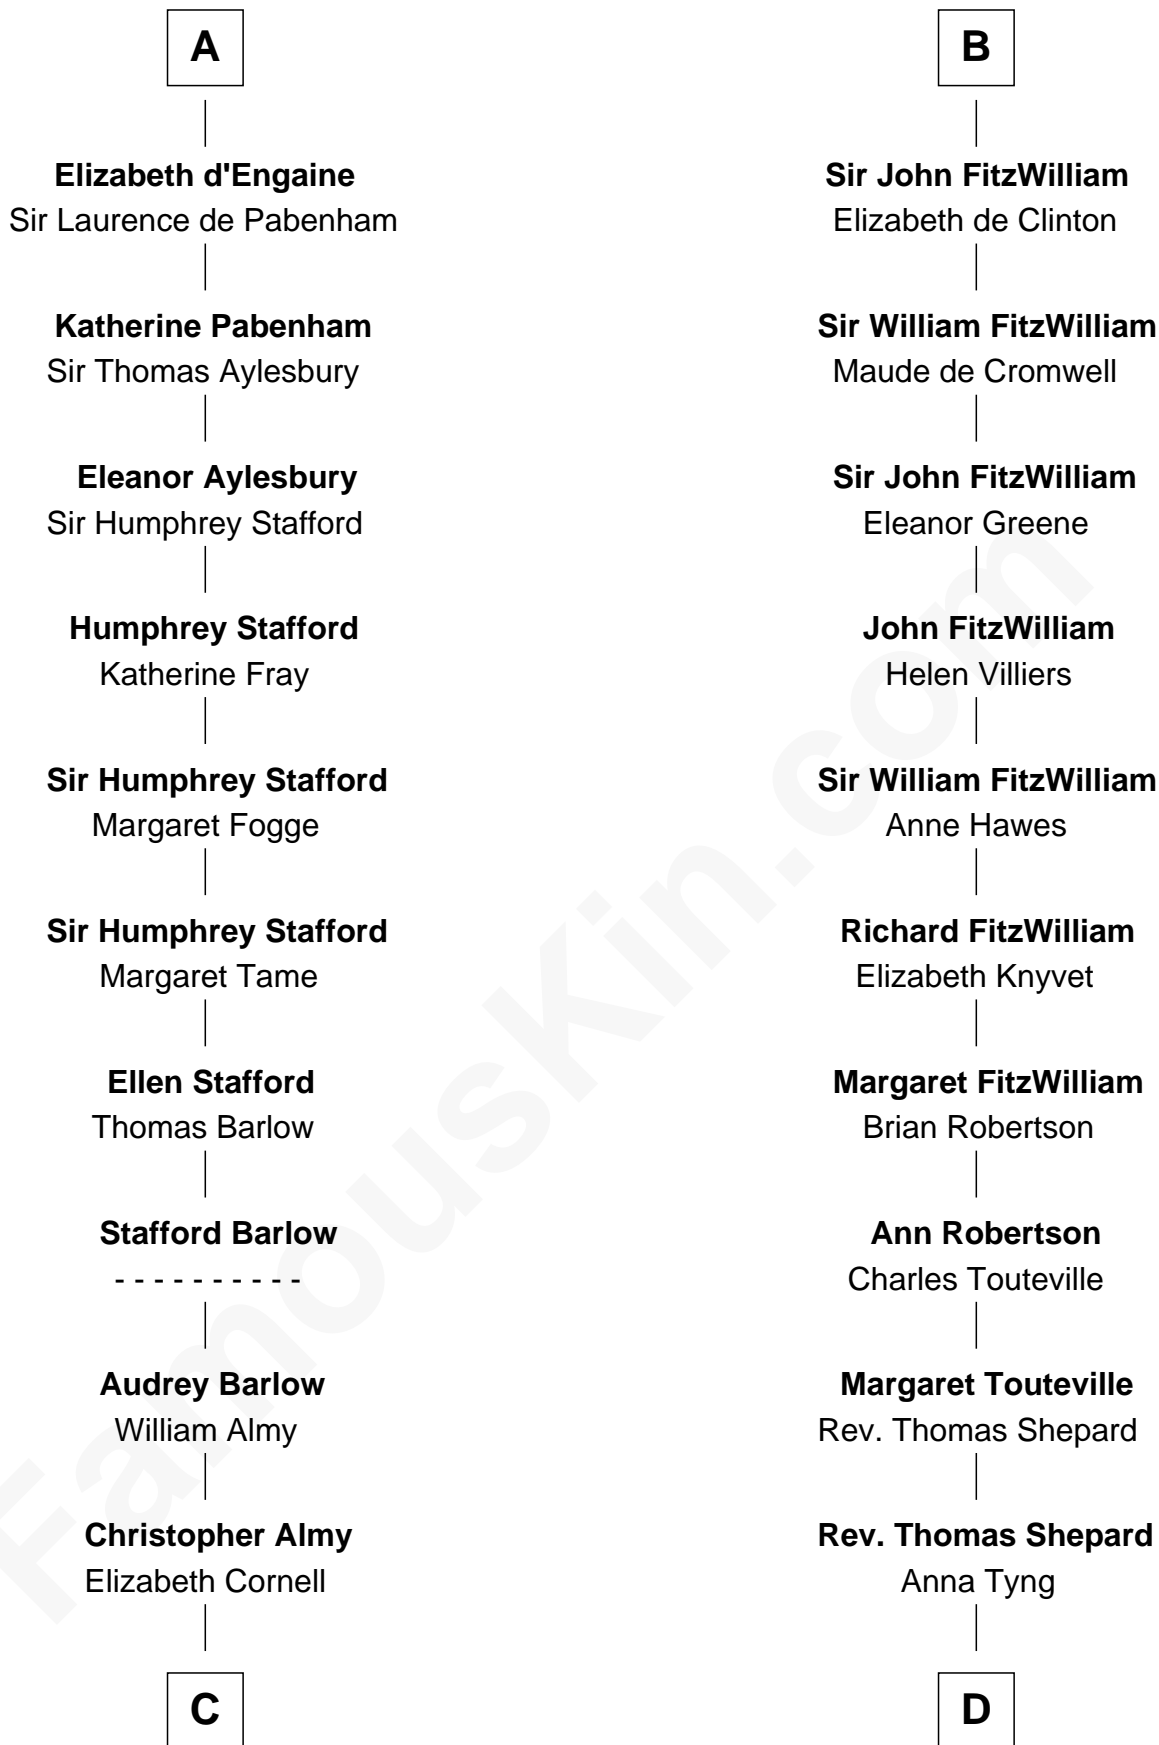 A
Elizabeth d'Engaine
Sir Laurence de Pabenham
Katherine Pabenham
Sir Thomas Aylesbury
Eleanor Aylesbury
Sir Humphrey Stafford
Humphrey Stafford
Katherine Fray
Sir Humphrey Stafford
Margaret Fogge
Sir Humphrey Stafford
Margaret Tame
Ellen Stafford
Thomas Barlow
Stafford Barlow
- - - - - - - - - -
Audrey Barlow
William Almy
Christopher Almy
Elizabeth Cornell
C
B
Sir John FitzWilliam
Elizabeth de Clinton
Sir William FitzWilliam
Maude de Cromwell
Sir John FitzWilliam
Eleanor Greene
John FitzWilliam
Helen Villiers
Sir William FitzWilliam
Anne Hawes
Richard FitzWilliam
Elizabeth Knyvet
Margaret FitzWilliam
Brian Robertson
Ann Robertson
Charles Touteville
Margaret Touteville
Rev. Thomas Shepard
Rev. Thomas Shepard
Anna Tyng
D
FamousKin.com